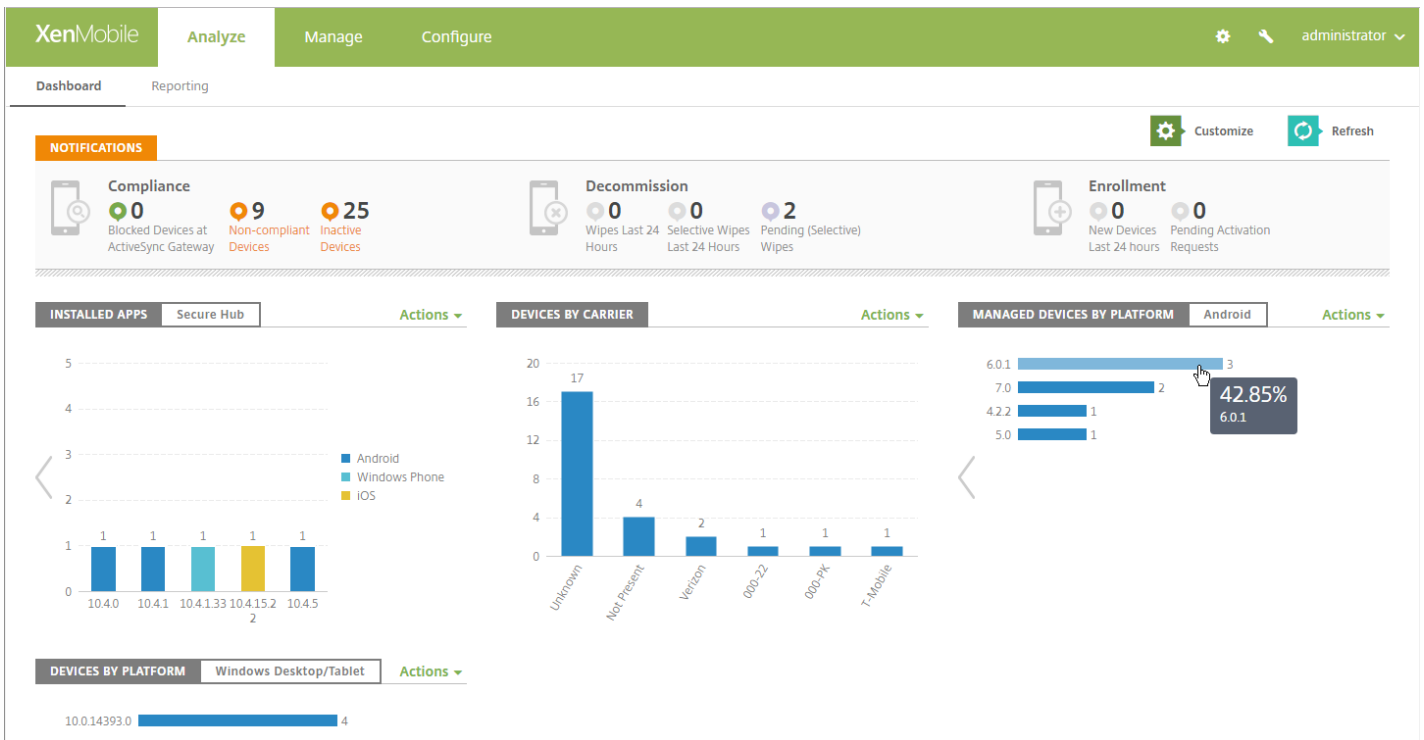 XenMobile Analyze Manage Configure administrator
Dashboard Reporting
Customize Refresh
NOTIFICATIONS
Compliance
0 9 25
Blocked Devices at Non-compliant Inactive
ActiveSync Gateway Devices Devices
Decommission
0 0 2
Wipes Last 24 Selective Wipes Pending (Selective)
Hours Last 24 Hours Wipes
Enrollment
0 0
New Devices Pending Activation
Last 24 hours Requests
INSTALLED APPS Secure Hub Actions
5
4
3
2
1
0
1 1 1 1 1
10.4.0 10.4.1 10.4.1.33 10.4.15.2 10.4.5
2
Android
Windows Phone
iOS
DEVICES BY CARRIER Actions
20
16
12
8
4
0
17 4 2 1 1 1
Unknown Not Present Verizon 000-22 000-PK T-Mobile
MANAGED DEVICES BY PLATFORM Android Actions
6.0.1 3
7.0 2
4.2.2 1
5.0 1
42.85%
6.0.1
DEVICES BY PLATFORM Windows Desktop/Tablet Actions
10.0.14393.0 4